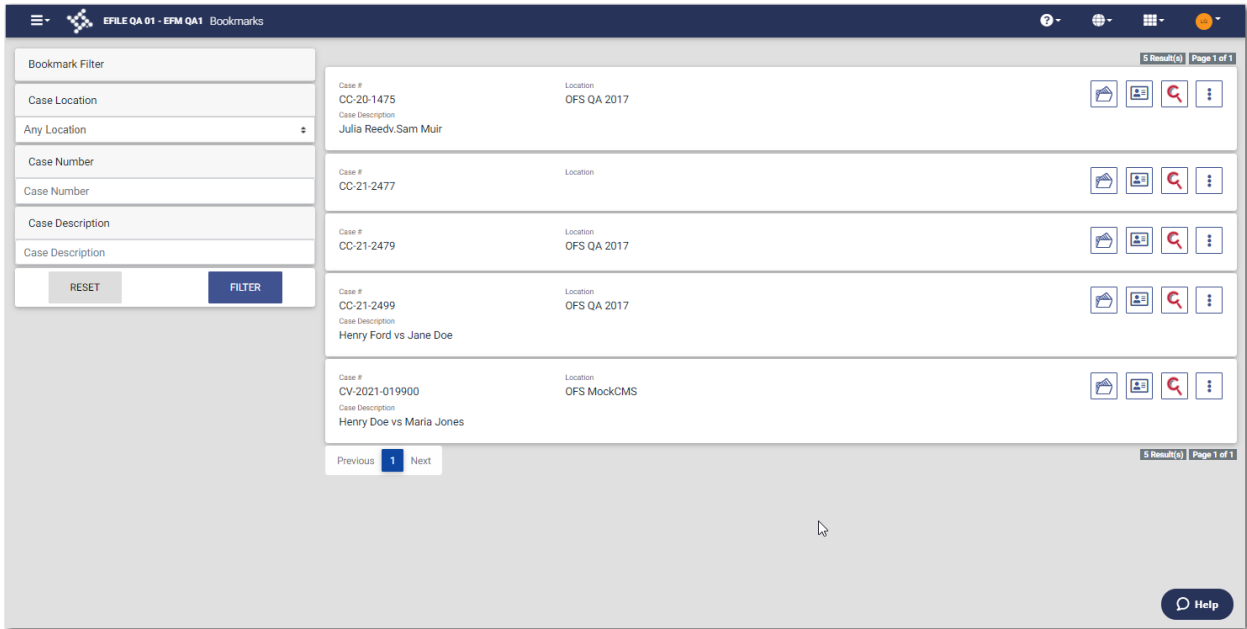 EFILE QA 01 - EFM QA1 Bookmarks
LG
Bookmark Filter
Case Location
Any Location
Case Number
Case Number
Case Description
Case Description
RESET FILTER
5 Result(s) Page 1 of 1
Case # Location
CC-20-1475 OFS QA 2017
Case Description
Julia Reedv.Sam Muir
Case # Location
CC-21-2477
Case # Location
CC-21-2479 OFS QA 2017
Case # Location
CC-21-2499 OFS QA 2017
Case Description
Henry Ford vs Jane Doe
Case # Location
CV-2021-019900 OFS MockCMS
Case Description
Henry Doe vs Maria Jones
Previous 1 Next
5 Result(s) Page 1 of 1
Help